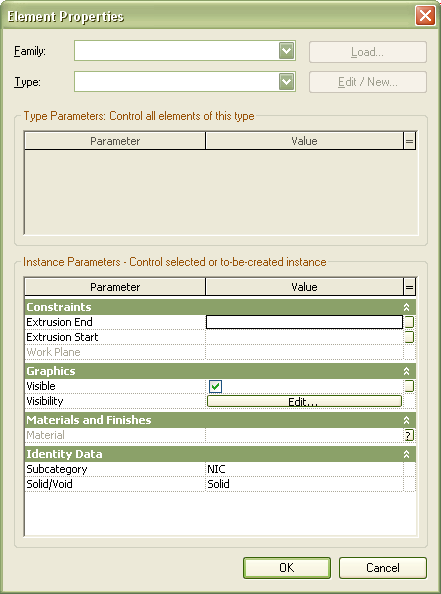 Element Properties
Family:
Load...
Type:
Edit / New...
Type Parameters: Control all elements of this type
Parameter Value =
Instance Parameters - Control selected or to-be-created instance
Parameter Value =
Constraints
Extrusion End
Extrusion Start
Work Plane
Graphics
Visible
Visibility Edit...
Materials and Finishes
Material ?
Identity Data
Subcategory NIC
Solid/Void Solid
OK Cancel